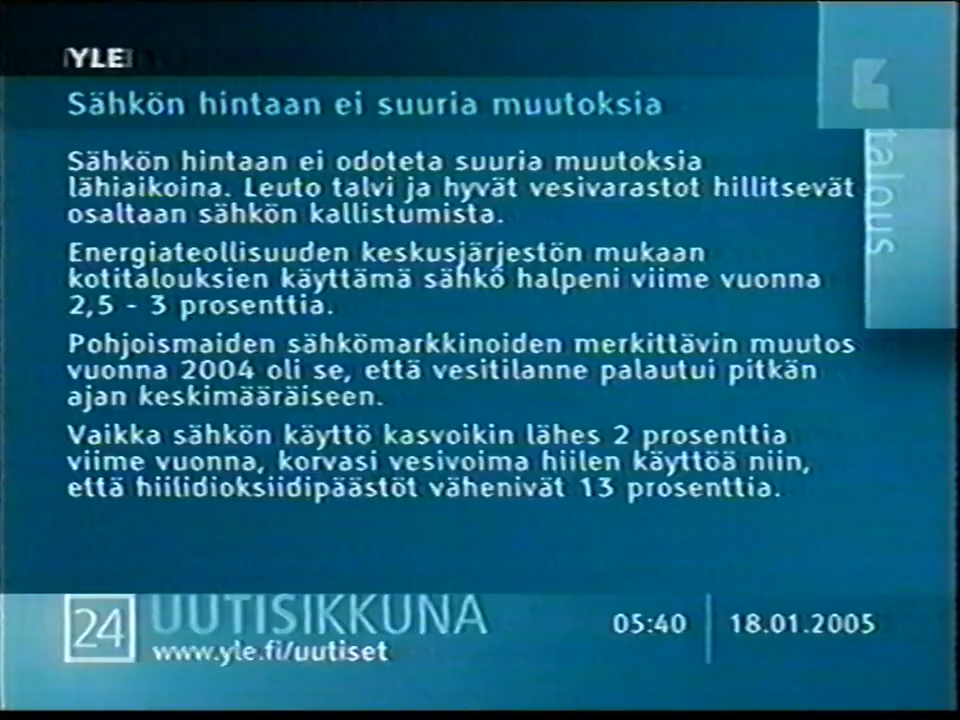 YLE
Sähkön hintaan ei suuria muutoksia
talous
Sähkön hintaan ei odoteta suuria muutoksia
lähiaikoina. Leuto talvi ja hyvät vesivarastot hillitsevät
osaltaan sähkön kallistumista.
Energiateollisuuden keskusjärjestön mukaan
kotitalouksien käyttämä sähkö halpeni viime vuonna
2,5 - 3 prosenttia.
Pohjoismaiden sähkömarkkinoiden merkittävin muutos
vuonna 2004 oli se, että vesitilanne palautui pitkän
ajan keskimääräiseen.
Vaikka sähkön käyttö kasvoikin lähes 2 prosenttia
viime vuonna, korvasi vesivoima hiilen käyttöä niin,
että hiilidioksiidipäästöt vähenivät 13 prosenttia.
24 UUTISIKKUNA
www.yle.fi/uutiset
05:40 18.01.2005